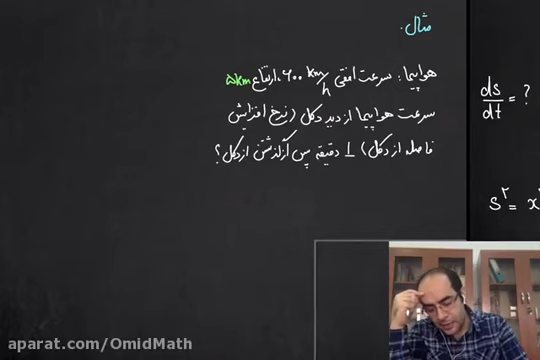 مثال.
هواپیما: سرعت افقی ۶۰۰ km/h، ارتفاع ۵km
سرعت هواپیما از دید دکل (نرخ افزایش
فاصله از دکل) ۱ دقیقه پس از گذشتن از دکل؟
ds/dt = ?
s² = x
aparat.com/OmidMath